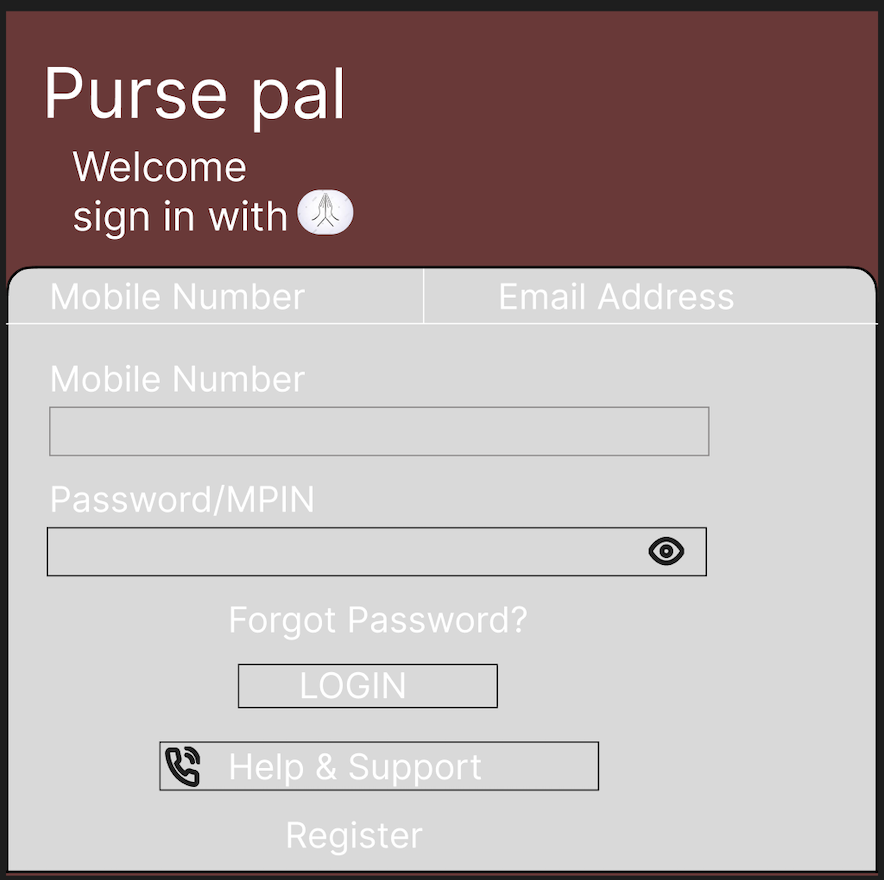 Purse pal
Welcome
sign in with
Mobile Number
Email Address
Mobile Number
Password/MPIN
Forgot Password?
LOGIN
Help & Support
Register